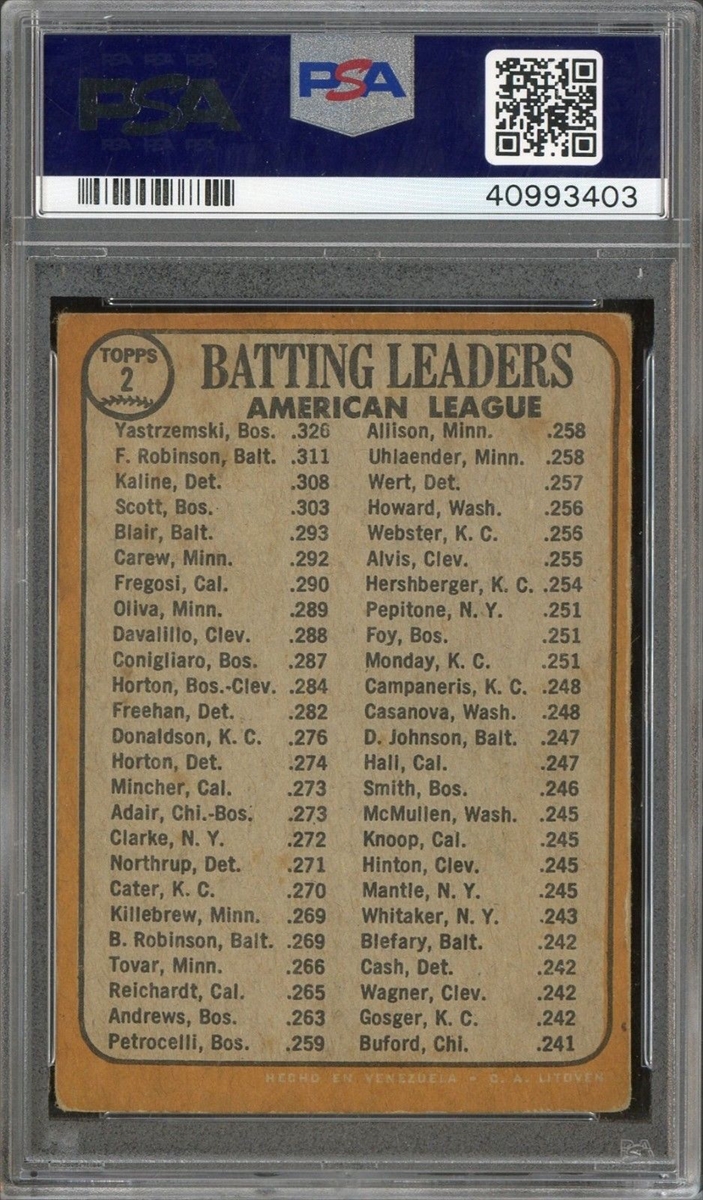 PSA
PSA
40993403
TOPPS
2
BATTING LEADERS
AMERICAN LEAGUE
Yastrzemski, Bos. .326
F. Robinson, Balt. .311
Kaline, Det. .308
Scott, Bos. .303
Blair, Balt. .293
Carew, Minn. .292
Fregosi, Cal. .290
Oliva, Minn. .289
Davalillo, Clev. .288
Conigliaro, Bos. .287
Horton, Bos.-Clev. .284
Freehan, Det. .282
Donaldson, K. C. .276
Horton, Det. .274
Mincher, Cal. .273
Adair, Chi.-Bos. .273
Clarke, N. Y. .272
Northrup, Det. .271
Cater, K. C. .270
Killebrew, Minn. .269
B. Robinson, Balt. .269
Tovar, Minn. .266
Reichardt, Cal. .265
Andrews, Bos. .263
Petrocelli, Bos. .259
Allison, Minn. .258
Uhlaender, Minn. .258
Wert, Det. .257
Howard, Wash. .256
Webster, K. C. .256
Alvis, Clev. .255
Hershberger, K. C. .254
Pepitone, N. Y. .251
Foy, Bos. .251
Monday, K. C. .251
Campaneris, K. C. .248
Casanova, Wash. .248
D. Johnson, Balt. .247
Hall, Cal. .247
Smith, Bos. .246
McMullen, Wash. .245
Knoop, Cal. .245
Hinton, Clev. .245
Mantle, N. Y. .245
Whitaker, N. Y. .243
Blefary, Balt. .242
Cash, Det. .242
Wagner, Clev. .242
Gosger, K. C. .242
Buford, Chi. .241
HECHO EN VENEZUELA - C. A. LITOVEN
PSA